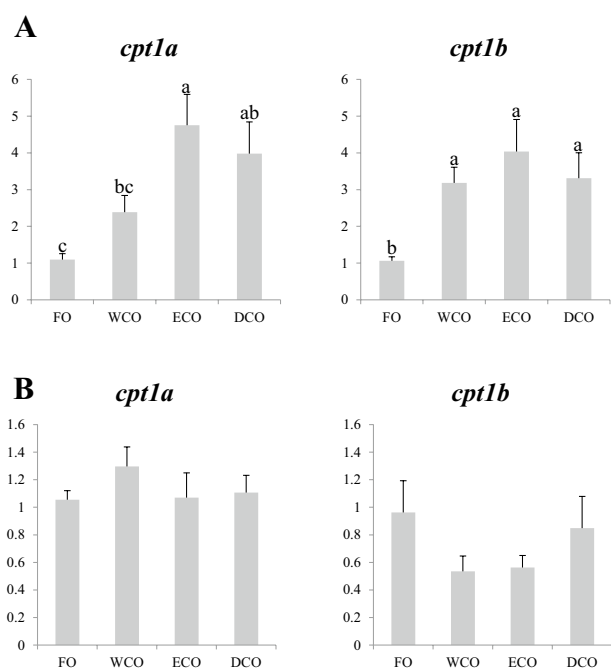 A
cpt1a
cpt1b
6
5
4
3
2
1
0
c
bc
a
ab
FO
WCO
ECO
DCO
6
5
4
3
2
1
0
b
a
a
a
FO
WCO
ECO
DCO
B
cpt1a
cpt1b
1.6
1.4
1.2
1
0.8
0.6
0.4
0.2
0
FO
WCO
ECO
DCO
1.6
1.4
1.2
1
0.8
0.6
0.4
0.2
0
FO
WCO
ECO
DCO